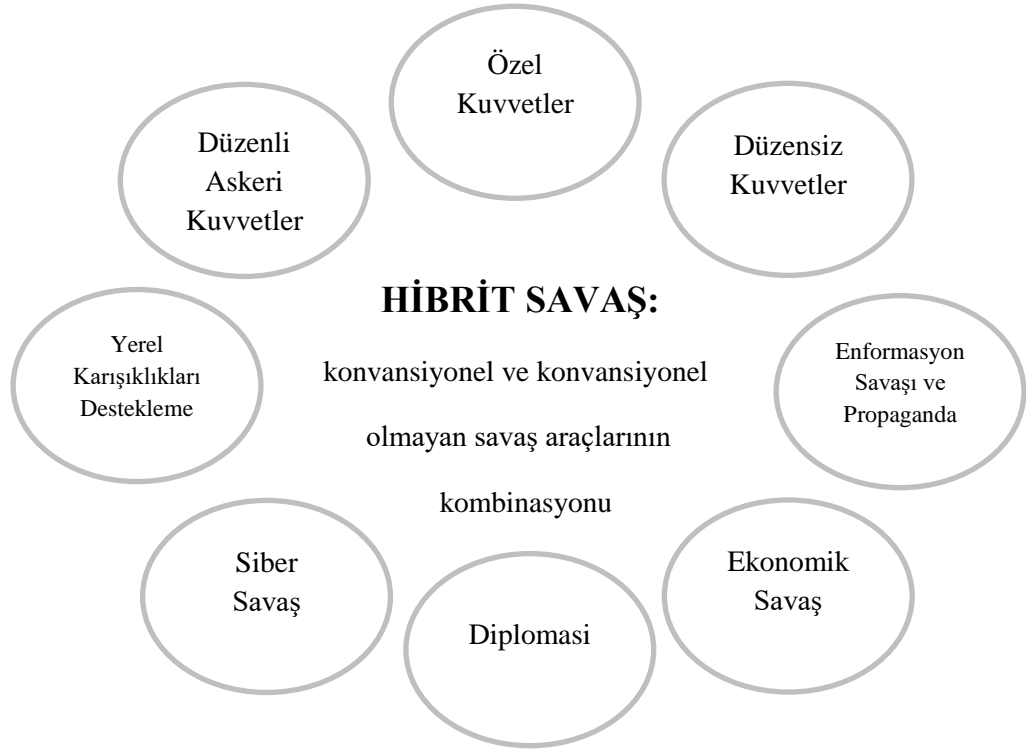 Özel
Kuvvetler
Düzenli
Askeri
Kuvvetler
Düzensiz
Kuvvetler
HİBRİT SAVAŞ:
konvansiyonel ve konvansiyonel
olmayan savaş araçlarının
kombinasyonu
Yerel
Karışıklıkları
Destekleme
Enformasyon
Savaşı ve
Propaganda
Siber
Savaş
Ekonomik
Savaş
Diplomasi